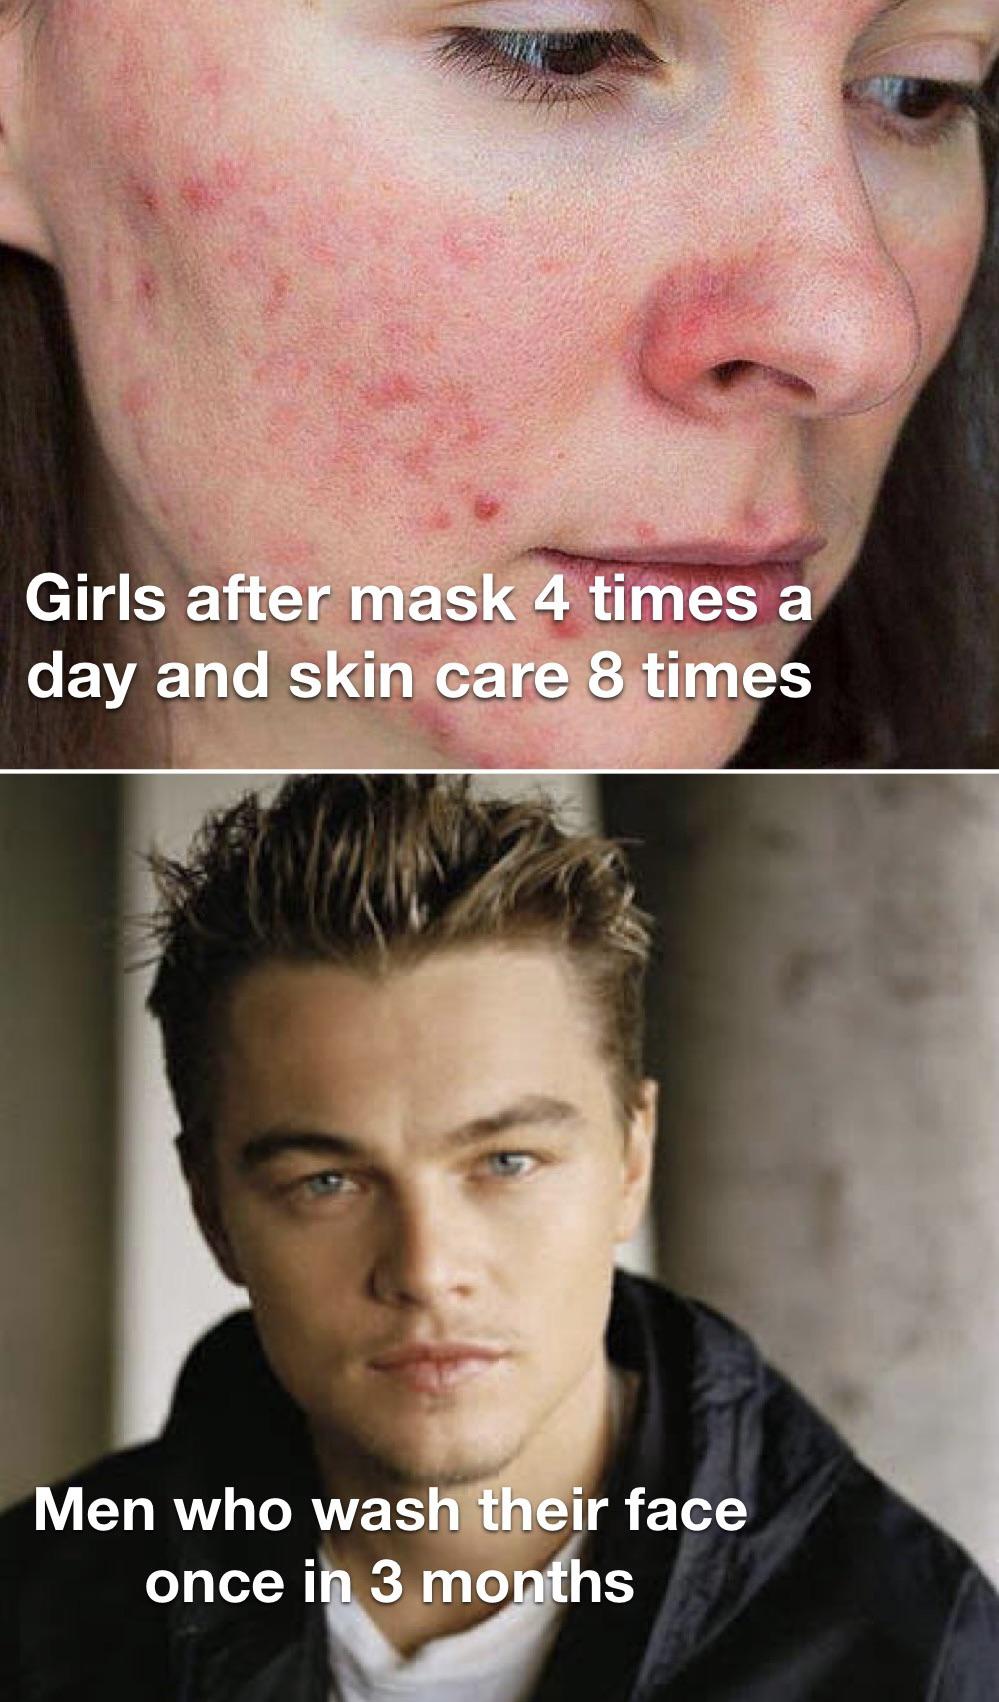 Girls after mask 4 times a
day and skin care 8 times
Men who wash their face
once in 3 months